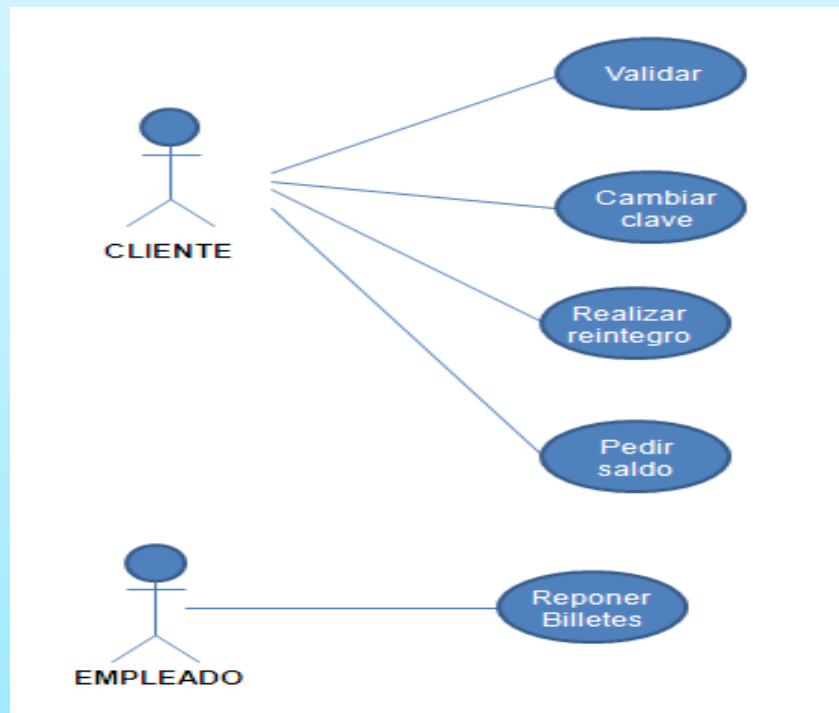 Validar
CLIENTE
Cambiar
clave
Realizar
reintegro
Pedir
saldo
Reponer
Billetes
EMPLEADO